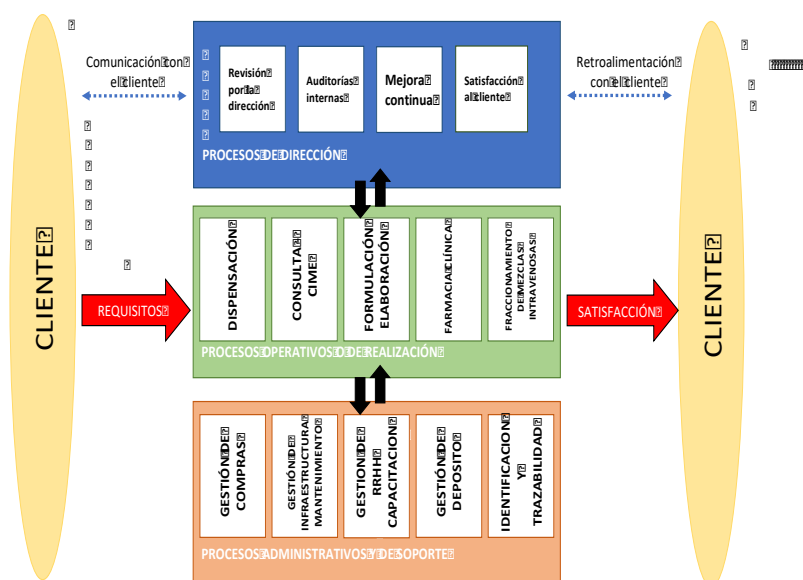 Comunicación con
el cliente
Revisión
por la
dirección
Auditorías
internas
Mejora
continua
Satisfacción
al cliente
Retroalimentación
con el cliente
PROCESOS DE DIRECCIÓN
CLIENTE
REQUISITOS
DISPENSACIÓN
CONSULTA Y
CIME
FORMULACIÓN
ELABORACIÓN
FARMACIA CLÍNICA
FRACCIONAMIENTO
DE MEZCLAS
INTRAVENOSAS
PROCESOS OPERATIVOS O DE REALIZACIÓN
SATISFACCIÓN
CLIENTE
GESTIÓN DE
COMPRAS
GESTIÓN DE
INFRAESTRUCTURA
MANTENIMIENTO
GESTION DE
RRHH
CAPACITACION
GESTIÓN DE
DEPOSITO
IDENTIFICACION
Y
TRAZABILIDAD
PROCESOS ADMINISTRATIVOS Y DE SOPORTE